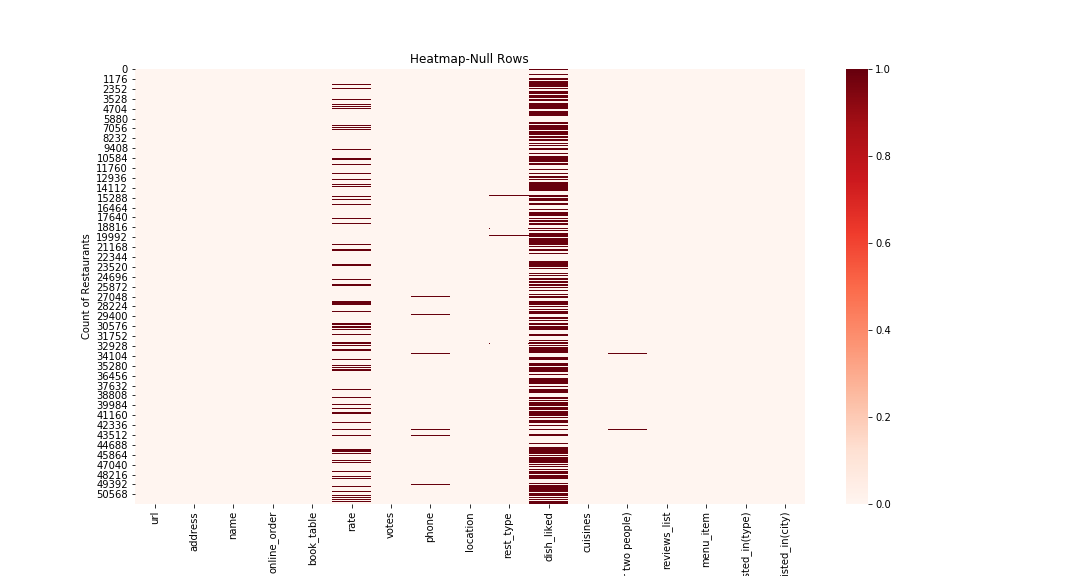 Heatmap-Null Rows
Count of Restaurants
0
1176
2352
3528
4704
5880
7056
8232
9408
10584
11760
12936
14112
15288
16464
17640
18816
19992
21168
22344
23520
24696
25872
27048
28224
29400
30576
31752
32928
34104
35280
36456
37632
38808
39984
41160
42336
43512
44688
45864
47040
48216
49392
50568
url
address
name
online_order
book_table
rate
votes
phone
location
rest_type
dish_liked
cuisines
two people)
reviews_list
menu_item
sted_in(type)
isted_in(city)
1.0
0.8
0.6
0.4
0.2
0.0